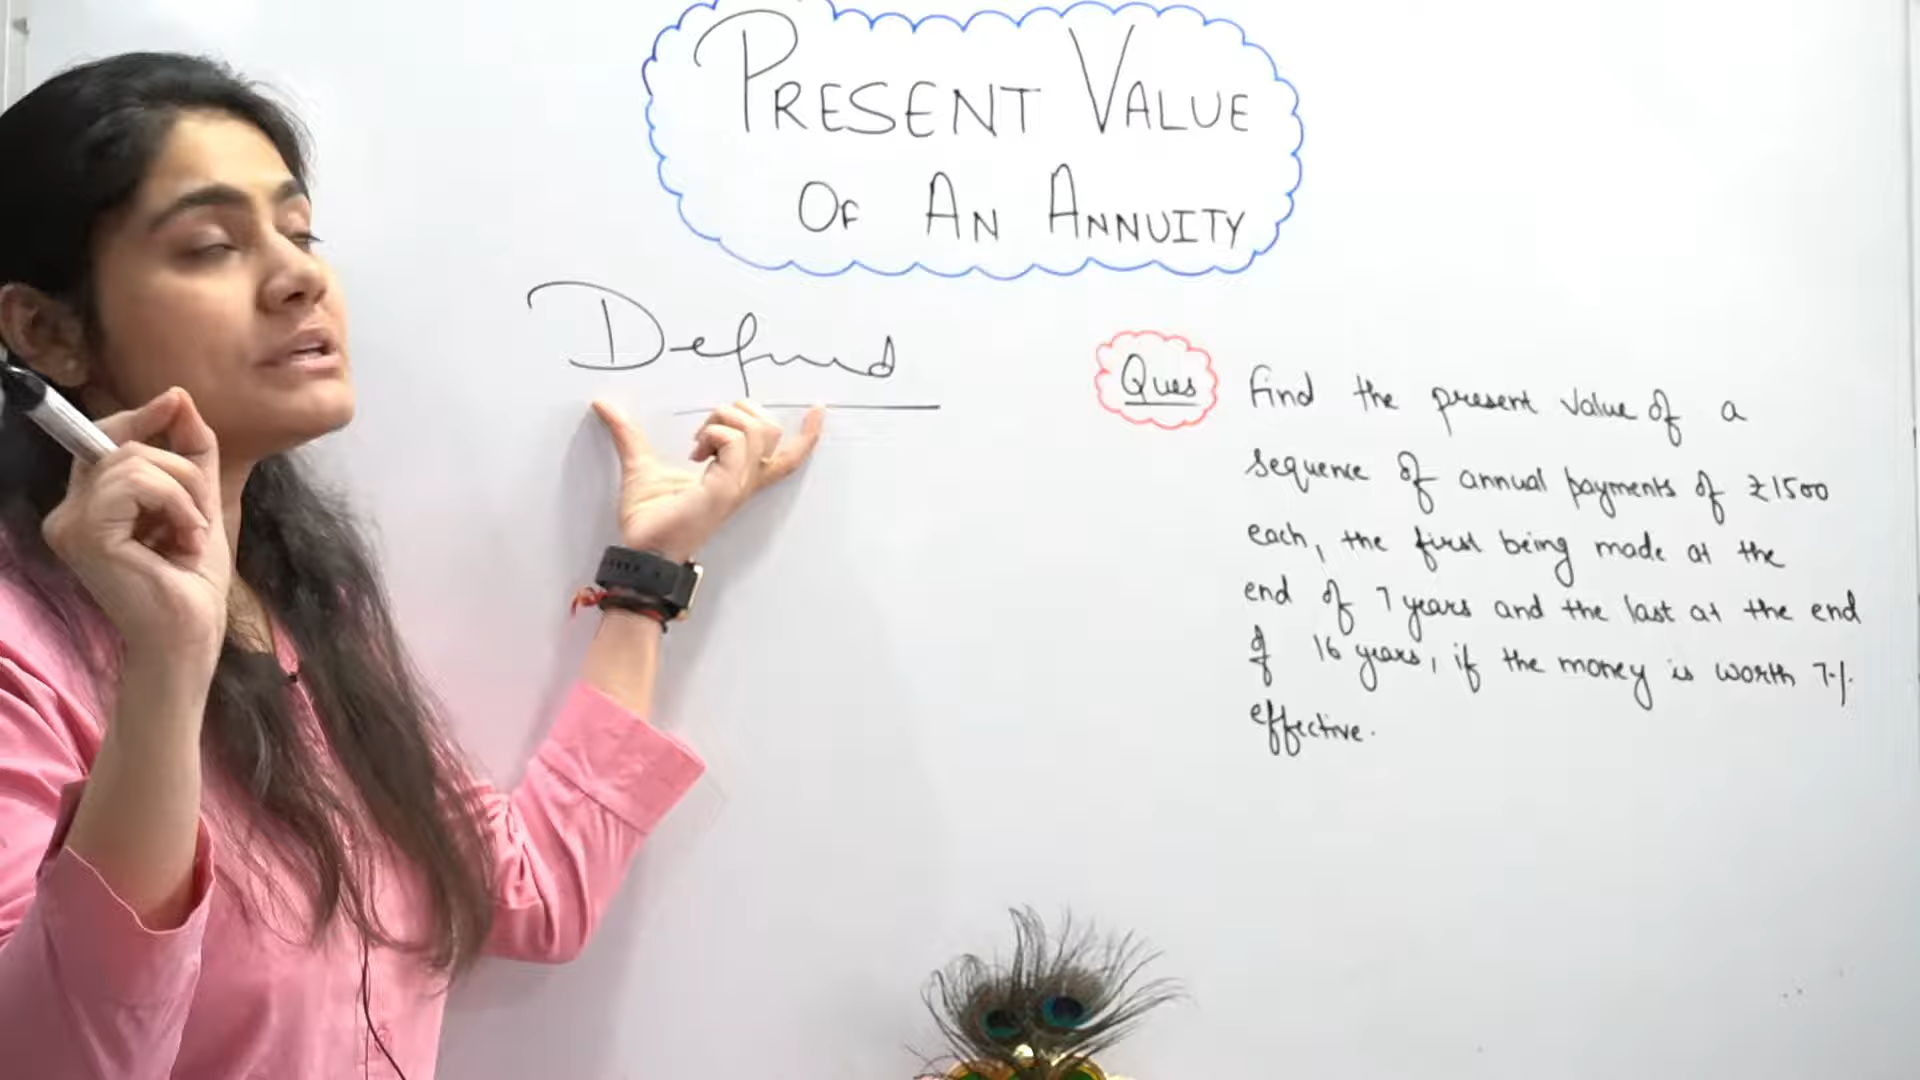 PRESENT VALUE
OF AN ANNUITY
Defined
Ques
Find the present value of a
sequence of annual payments of ₹1500
each, the first being made at the
end of 7 years and the last at the end
of 16 years, if the money is worth 7%
effective.